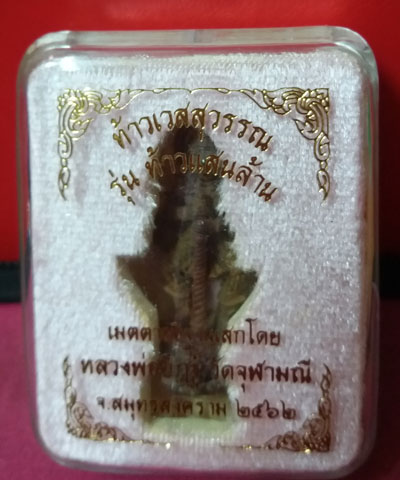 ท้าวเวสสุวรรณ
รุ่น ท้าวแสนล้าน
เมตตา
หลวงพ่อ วัดจุฬามณี
จ.สมุทรสงคราม ๒๕๖๒